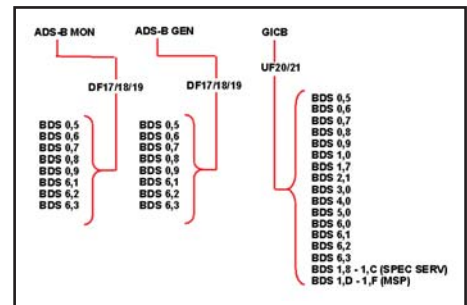 ADS-B MON
ADS-B GEN
GICB
UF20/21
DF17/18/19
DF17/18/19
BDS 0,5
BDS 0,6
BDS 0,7
BDS 0,8
BDS 0,9
BDS 6,1
BDS 6,2
BDS 6,3
BDS 0,5
BDS 0,6
BDS 0,7
BDS 0,8
BDS 0,9
BDS 6,1
BDS 6,2
BDS 6,3
BDS 0,5
BDS 0,6
BDS 0,7
BDS 0,8
BDS 0,9
BDS 1,0
BDS 1,7
BDS 2,1
BDS 3,0
BDS 4,0
BDS 5,0
BDS 6,0
BDS 6,1
BDS 6,2
BDS 6,3
BDS 1,8 - 1,C (SPEC SERV)
BDS 1,D - 1,F (MSP)